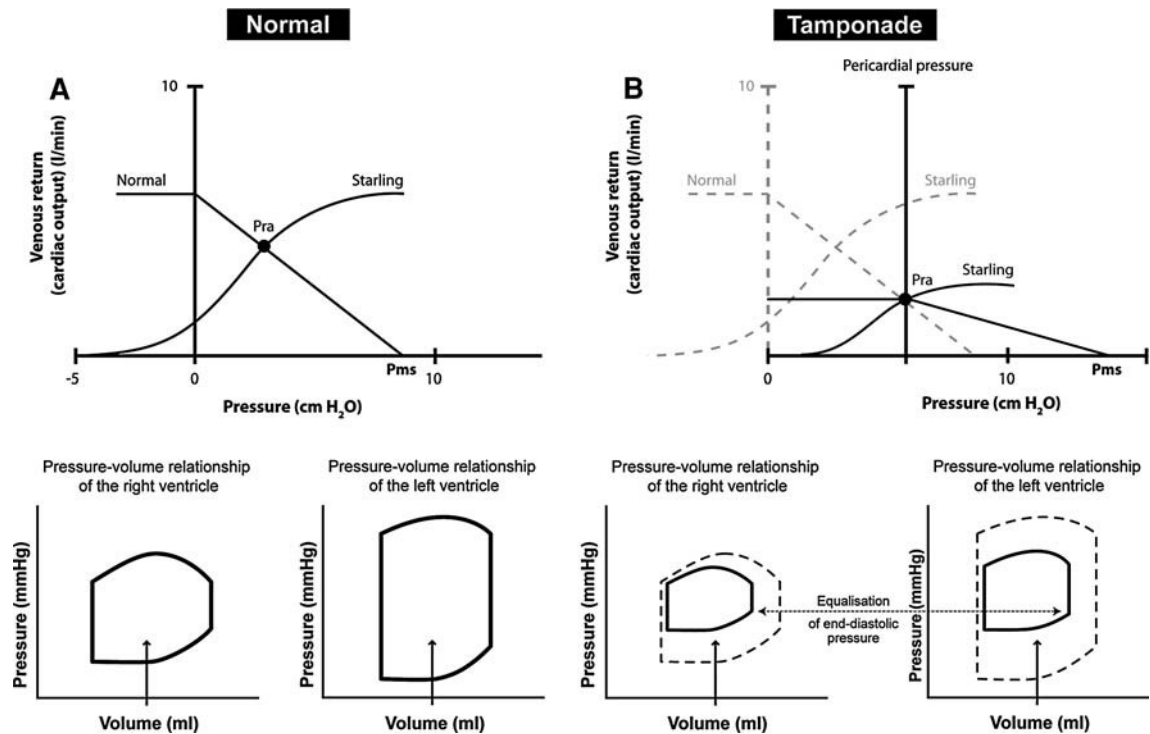 Normal
Tamponade
A
10
Venous return
(cardiac output) (l/min)
Normal
Starling
Pra
-5
0
10
Pms
Pressure (cm H₂O)
B
Pericardial pressure
10
Venous return
(cardiac output) (l/min)
Normal
Starling
Pra
Starling
0
10
Pms
Pressure (cm H₂O)
Pressure-volume relationship
of the right ventricle
Pressure (mmHg)
Volume (ml)
Pressure-volume relationship
of the left ventricle
Pressure (mmHg)
Volume (ml)
Pressure-volume relationship
of the right ventricle
Pressure (mmHg)
Volume (ml)
Equalisation
of end-diastolic
pressure
Pressure-volume relationship
of the left ventricle
Pressure (mmHg)
Volume (ml)